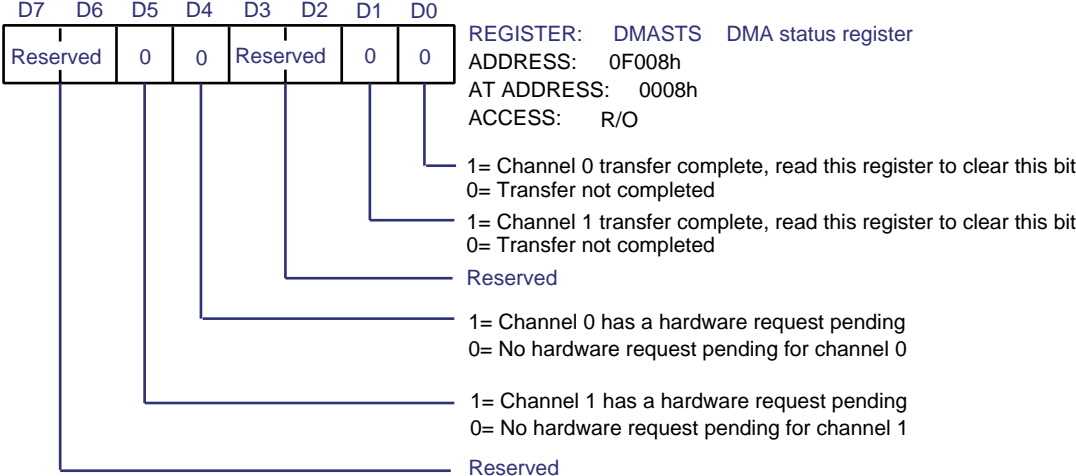 D7 D6 D5 D4 D3 D2 D1 D0
Reserved 0 0 Reserved 0 0
REGISTER: DMASTS DMA status register
ADDRESS: 0F008h
AT ADDRESS: 0008h
ACCESS: R/O
1= Channel 0 transfer complete, read this register to clear this bit
0= Transfer not completed
1= Channel 1 transfer complete, read this register to clear this bit
0= Transfer not completed
Reserved
1= Channel 0 has a hardware request pending
0= No hardware request pending for channel 0
1= Channel 1 has a hardware request pending
0= No hardware request pending for channel 1
Reserved